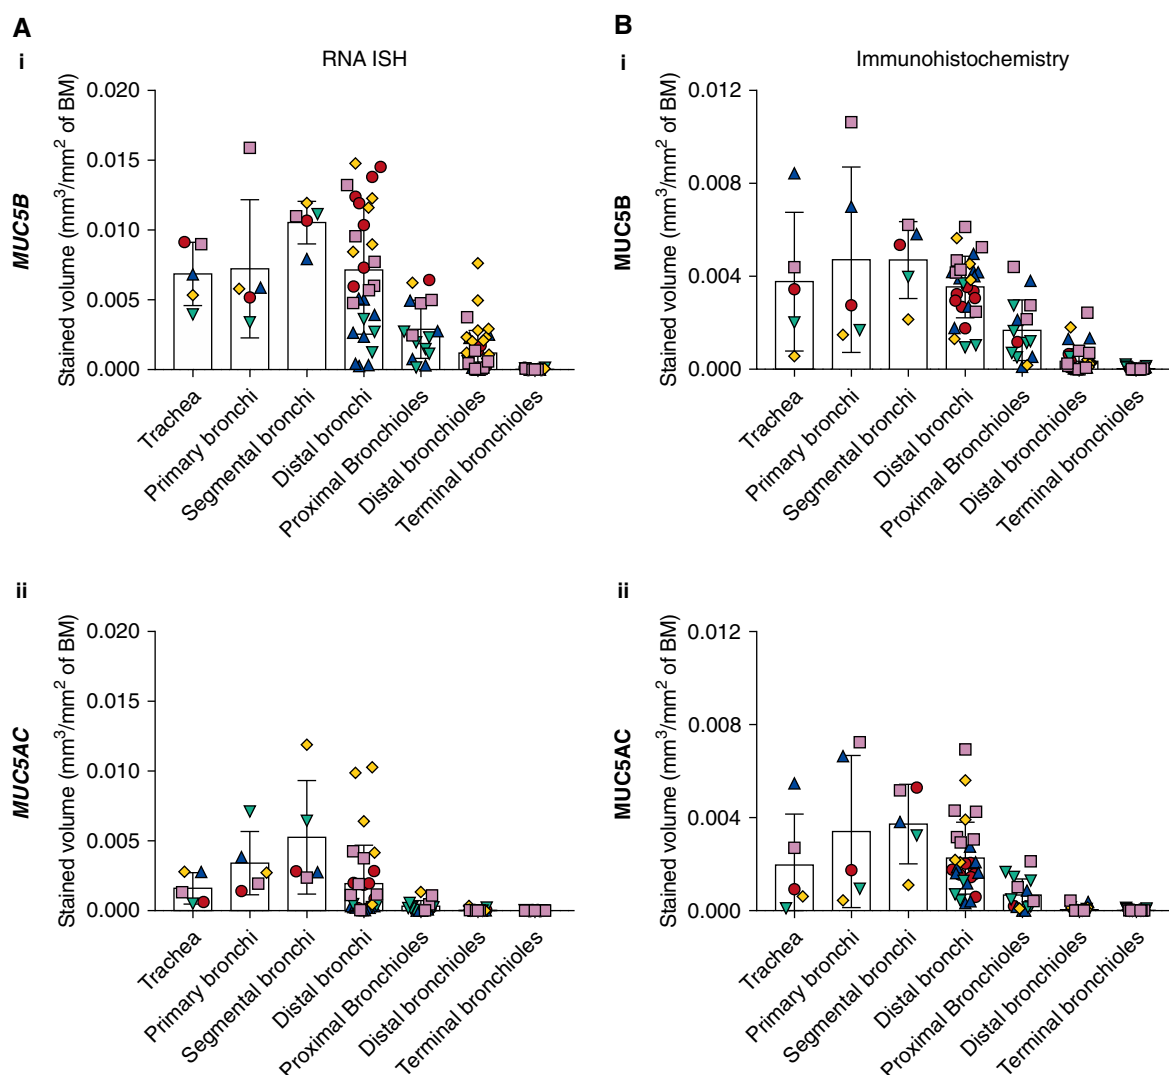 A
i
RNA ISH
MUC5B
Stained volume (mm³/mm² of BM)
0.020
0.015
0.010
0.005
0.000
Trachea
Primary bronchi
Segmental bronchi
Distal bronchi
Proximal Bronchioles
Distal bronchioles
Terminal bronchioles
B
i
Immunohistochemistry
MUC5B
Stained volume (mm³/mm² of BM)
0.012
0.008
0.004
0.000
Trachea
Primary bronchi
Segmental bronchi
Distal bronchi
Proximal Bronchioles
Distal bronchioles
Terminal bronchioles
ii
MUC5AC
Stained volume (mm³/mm² of BM)
0.020
0.015
0.010
0.005
0.000
Trachea
Primary bronchi
Segmental bronchi
Distal bronchi
Proximal Bronchioles
Distal bronchioles
Terminal bronchioles
ii
MUC5AC
Stained volume (mm³/mm² of BM)
0.012
0.008
0.004
0.000
Trachea
Primary bronchi
Segmental bronchi
Distal bronchi
Proximal Bronchioles
Distal bronchioles
Terminal bronchioles